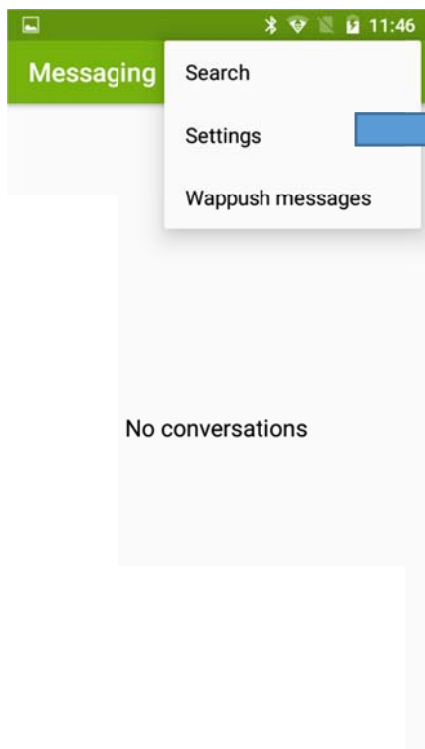 11:46
Messaging
Search
Settings
Wappush messages
No conversations